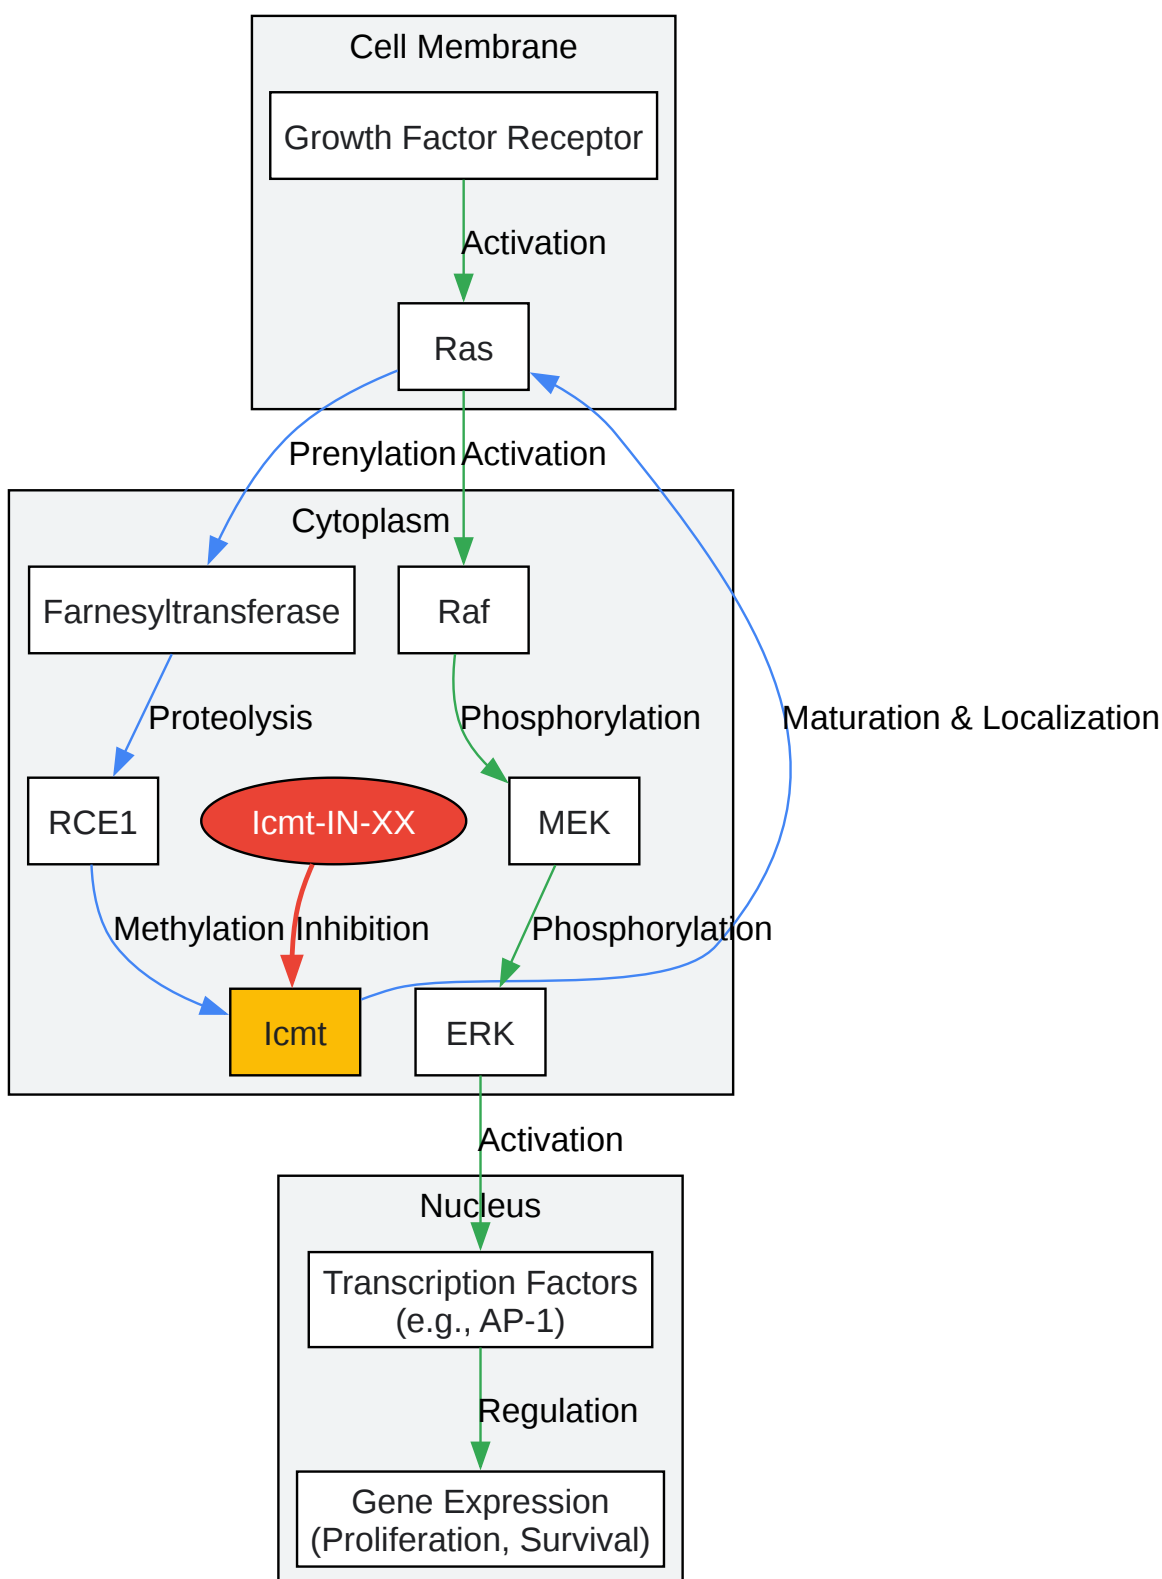 Cell Membrane
Growth Factor Receptor
Activation
Ras
Prenylation
Activation
Cytoplasm
Farnesyltransferase
Raf
Proteolysis
Phosphorylation
Maturation & Localization
RCE1
Icmt-IN-XX
MEK
Methylation
Inhibition
Phosphorylation
Icmt
ERK
Activation
Nucleus
Transcription Factors
(e.g., AP-1)
Regulation
Gene Expression
(Proliferation, Survival)